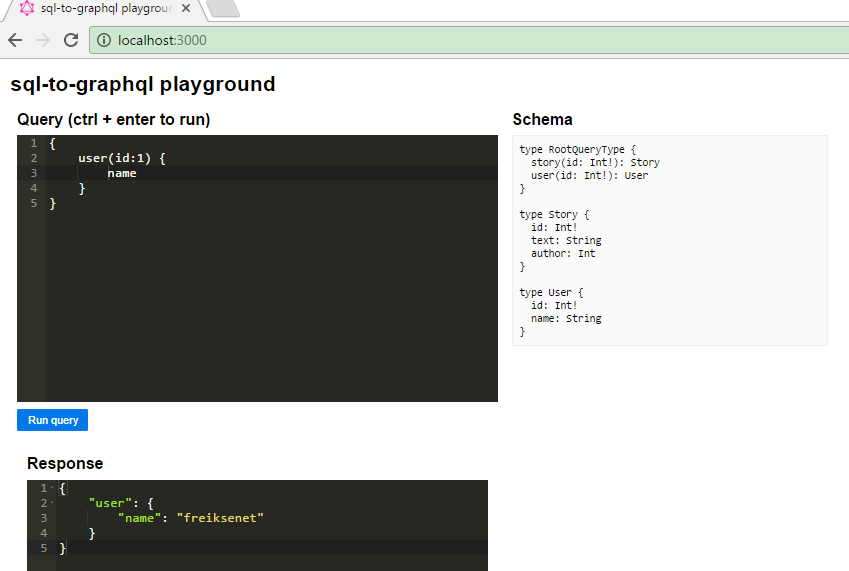 sql-to-graphql playgroun
localhost:3000
sql-to-graphql playground
Query (ctrl + enter to run)
1 {
2     user(id:1) {
3         name
4     }
5 }
Run query
Schema
type RootQueryType {
  story(id: Int!): Story
  user(id: Int!): User
}
type Story {
  id: Int!
  text: String
  author: Int
}
type User {
  id: Int!
  name: String
}
Response
1 {
2     "user": {
3         "name": "freiksenet"
4     }
5 }